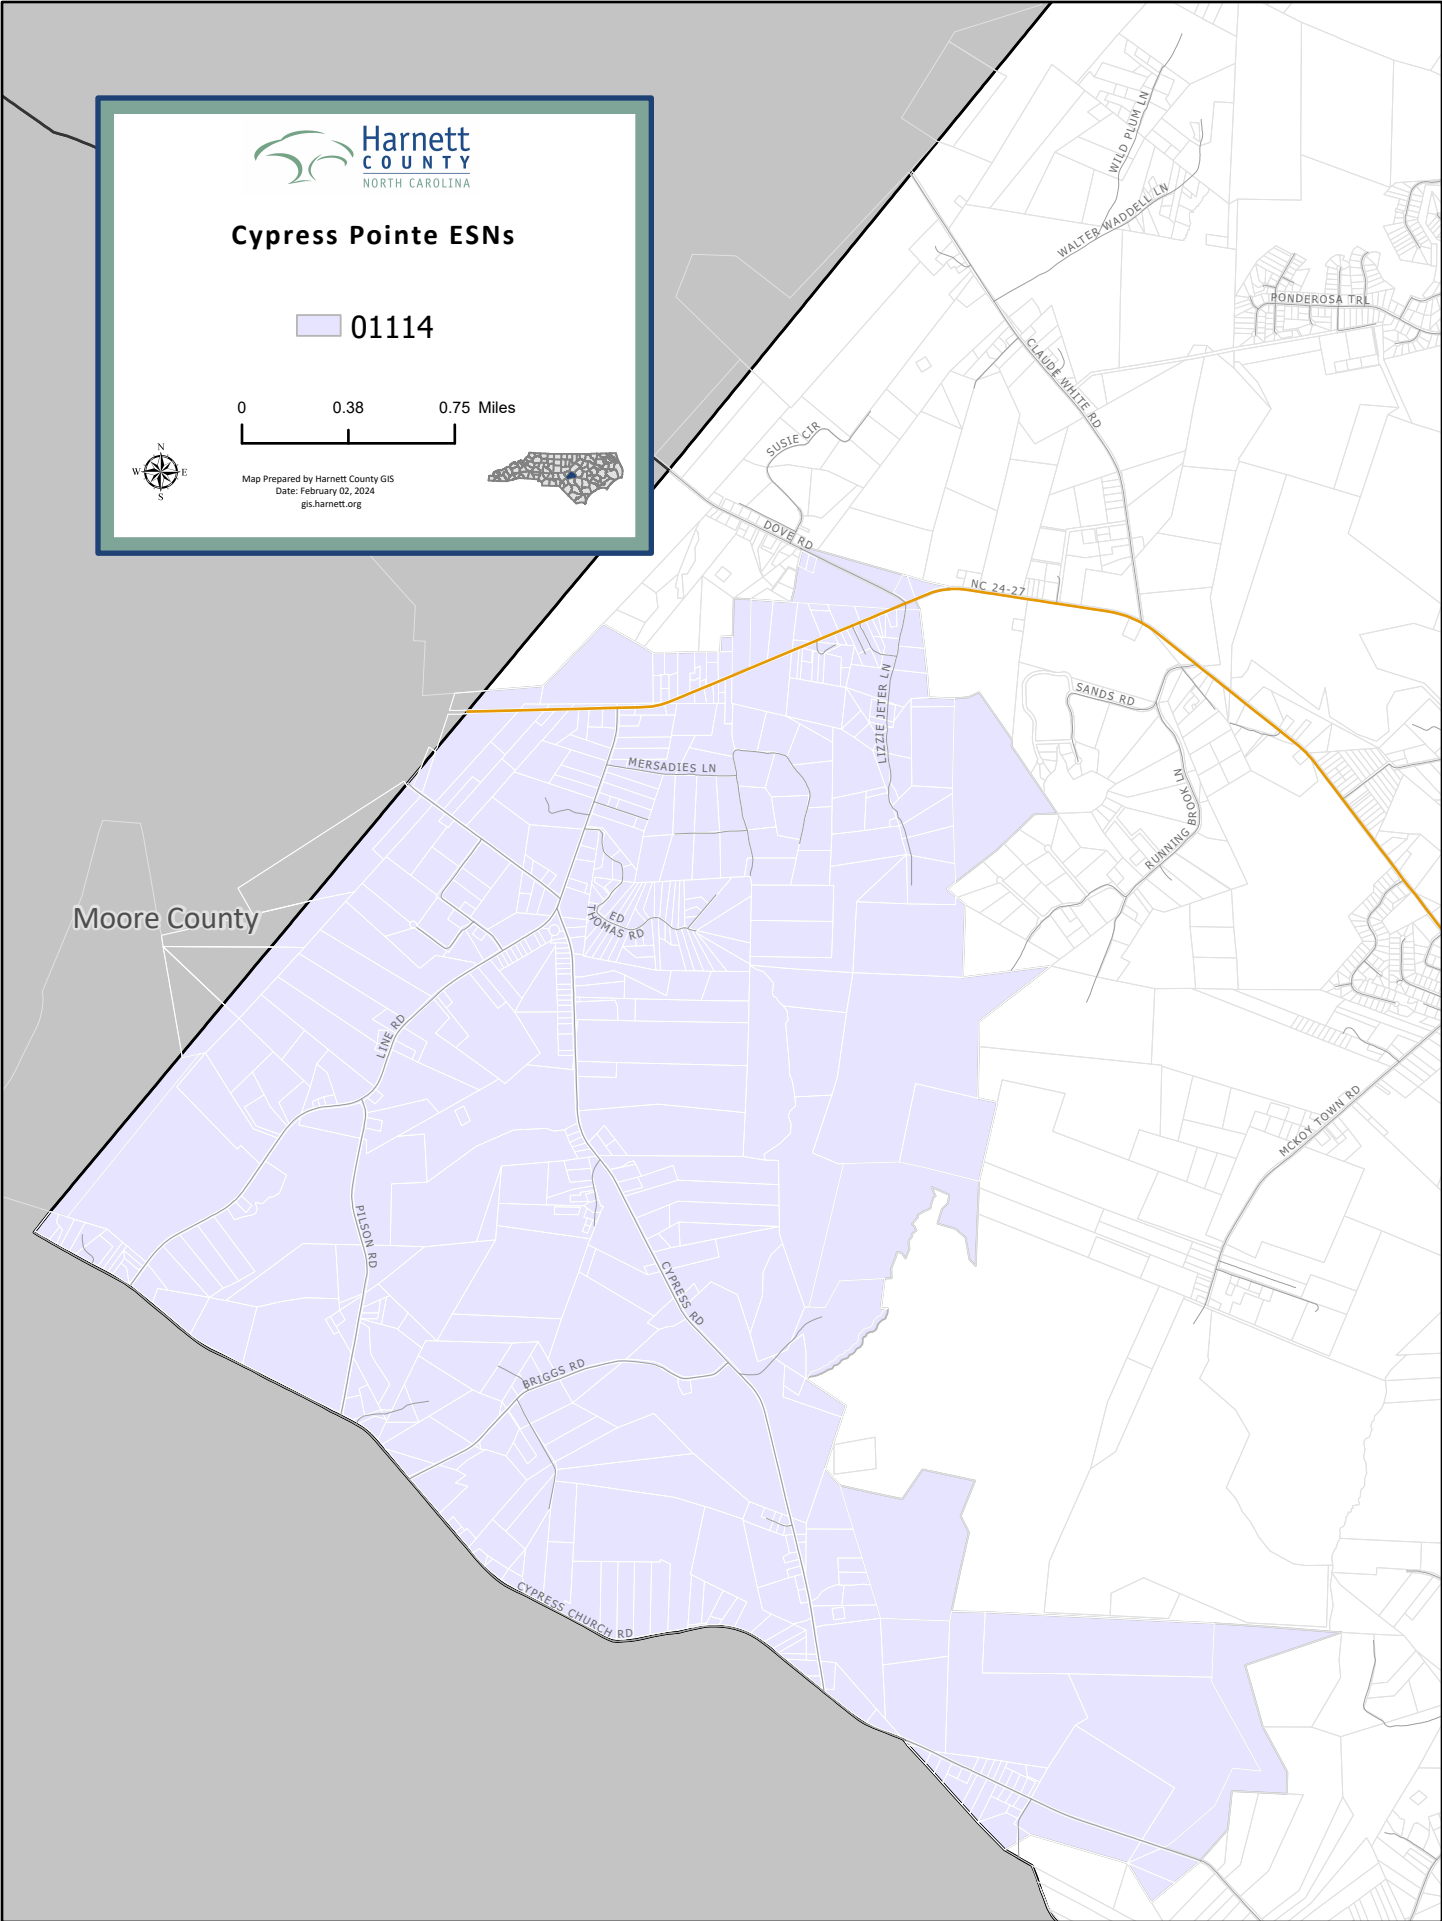 Harnett
COUNTY
NORTH CAROLINA
Cypress Pointe ESNs
01114
0 0.38 0.75 Miles
N
W E
S
Map Prepared by Harnett County GIS
Date: February 02, 2024
gis.harnett.org
WILD PLUM LN
WALTER WADDELL LN
PONDEROSA TRL
CLAUDE WHITE RD
SUSIE CIR
DOVE RD
NC 24-27
LIZZIE JETER LN
SANDS RD
MERSADIES LN
RUNNING BROOK LN
Moore County
ED
THOMAS RD
LINE RD
MCKOY TOWN RD
PILSON RD
CYPRESS RD
BRIGGS RD
CYPRESS CHURCH RD